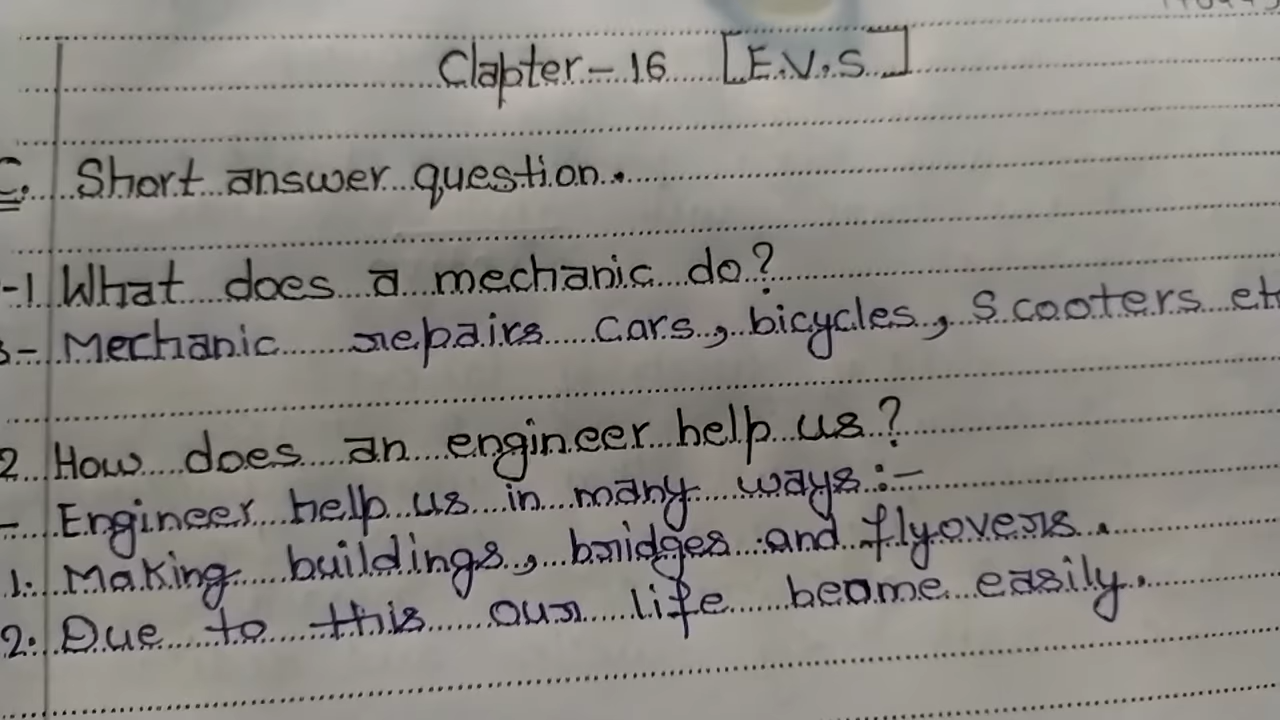 Clapter - 16 [E.V.S.]
C. Short answer question.
-1 What does a mechanic do?
s- Mechanic repairs cars, bicycles, Scooters et
2 How does an engineer help us?
- Engineer help us in many ways:-
1. Making buildings, bridges and flyovers.
2. Due to this our life beame easily.